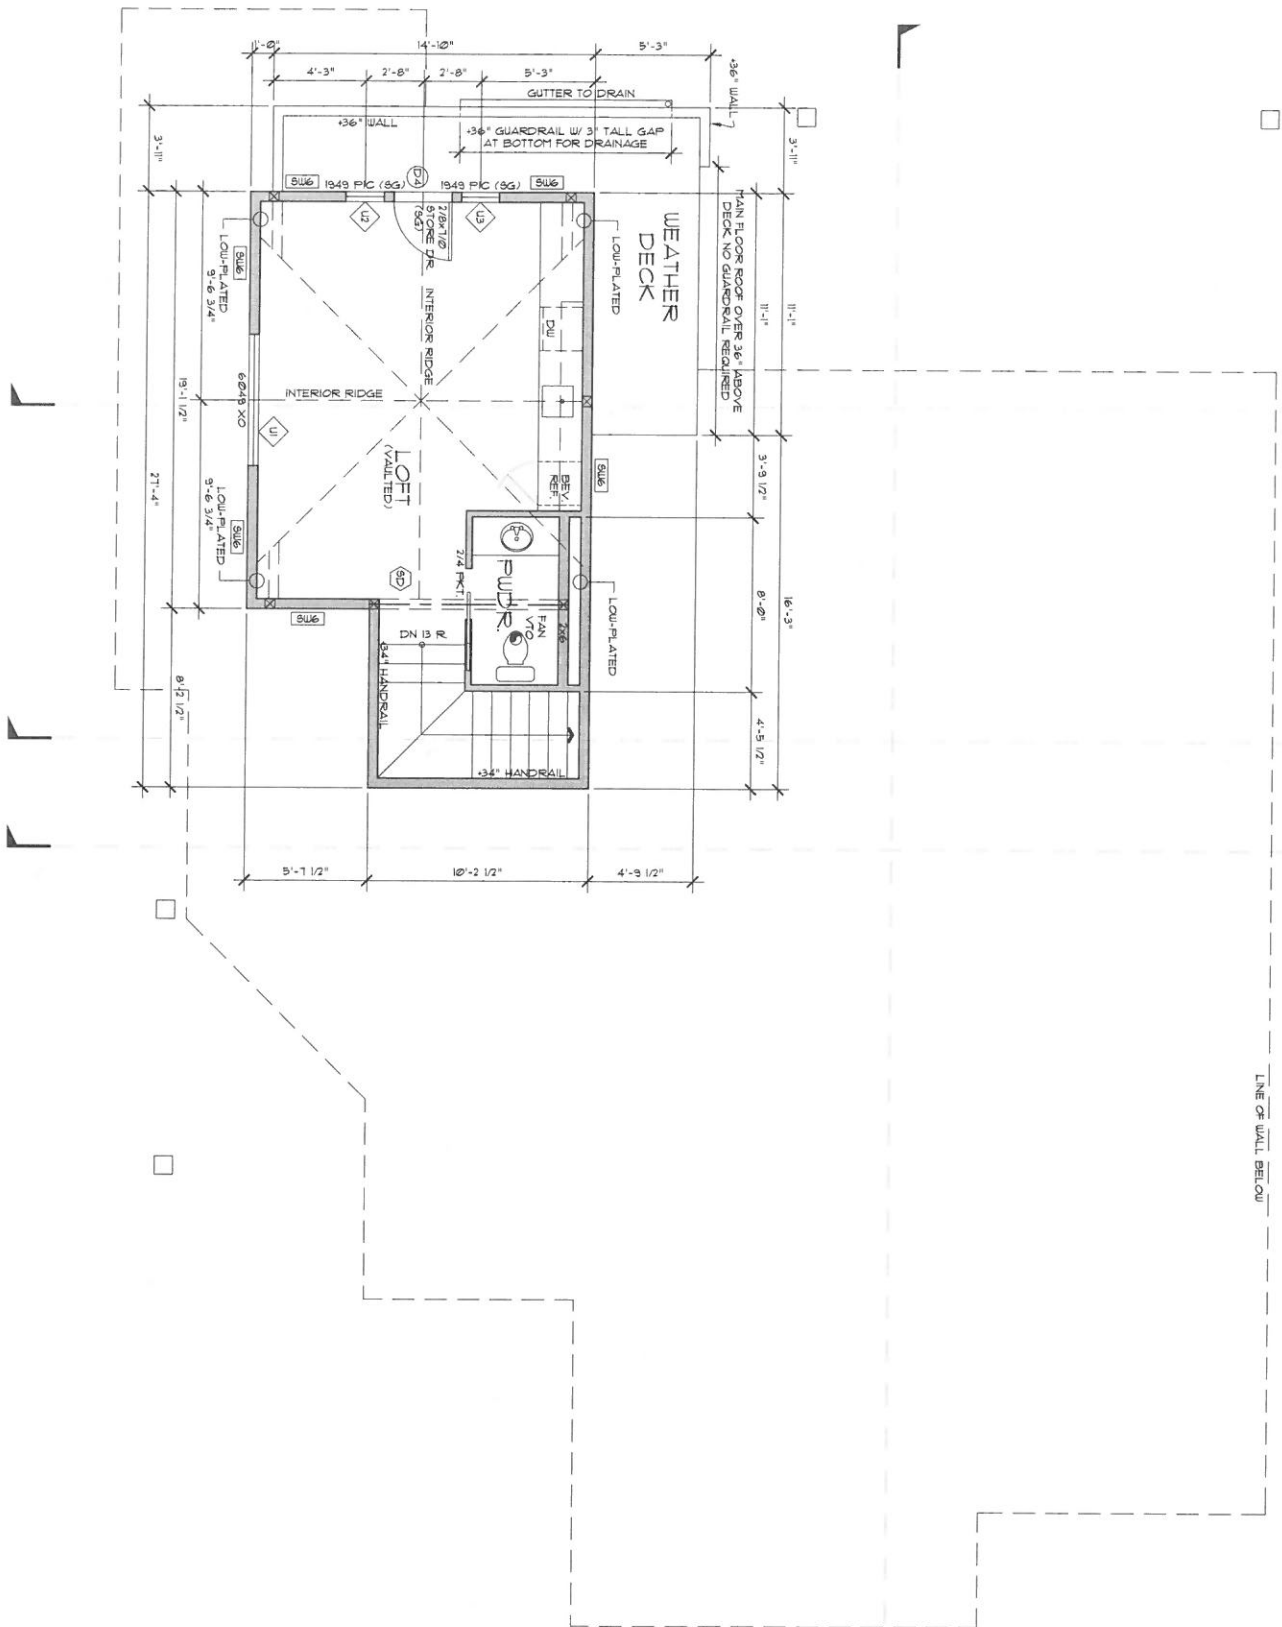 1'-0"
14'-10"
5'-3"
4'-3"
2'-8"
2'-8"
5'-3"
GUTTER TO DRAIN
+36" WALL
+36" WALL
+36" GUARDRAIL W/ 3" TALL GAP
AT BOTTOM FOR DRAINAGE
3'-11"
3'-11"
SW6
1949 PIC (SG)
D4
1949 PIC (SG)
SW6
W2
W3
2/8x7/0
STORE DR.
(SG)
LOW-PLATED
SW6
9'-6 3/4"
LOW-PLATED
WEATHER
DECK
MAIN FLOOR ROOF OVER 36" ABOVE
DECK. NO GUARDRAIL REQUIRED
11'-1"
11'-1"
INTERIOR RIDGE
DW
INTERIOR RIDGE
6049 XO
19'-1 1/2"
W1
LOFT
(VAULTED)
BEV.
REF.
SW6
3'-9 1/2"
27'-4"
LOW-PLATED
9'-6 3/4"
SW6
SD
2/4 PKT.
PWDR.
FAN
VTO
2x6
LOW-PLATED
8'-0"
16'-3"
SW6
DN 13 R
+34" HANDRAIL
8'-2 1/2"
4'-5 1/2"
+34" HANDRAIL
5'-7 1/2"
10'-2 1/2"
4'-9 1/2"
LINE OF WALL BELOW